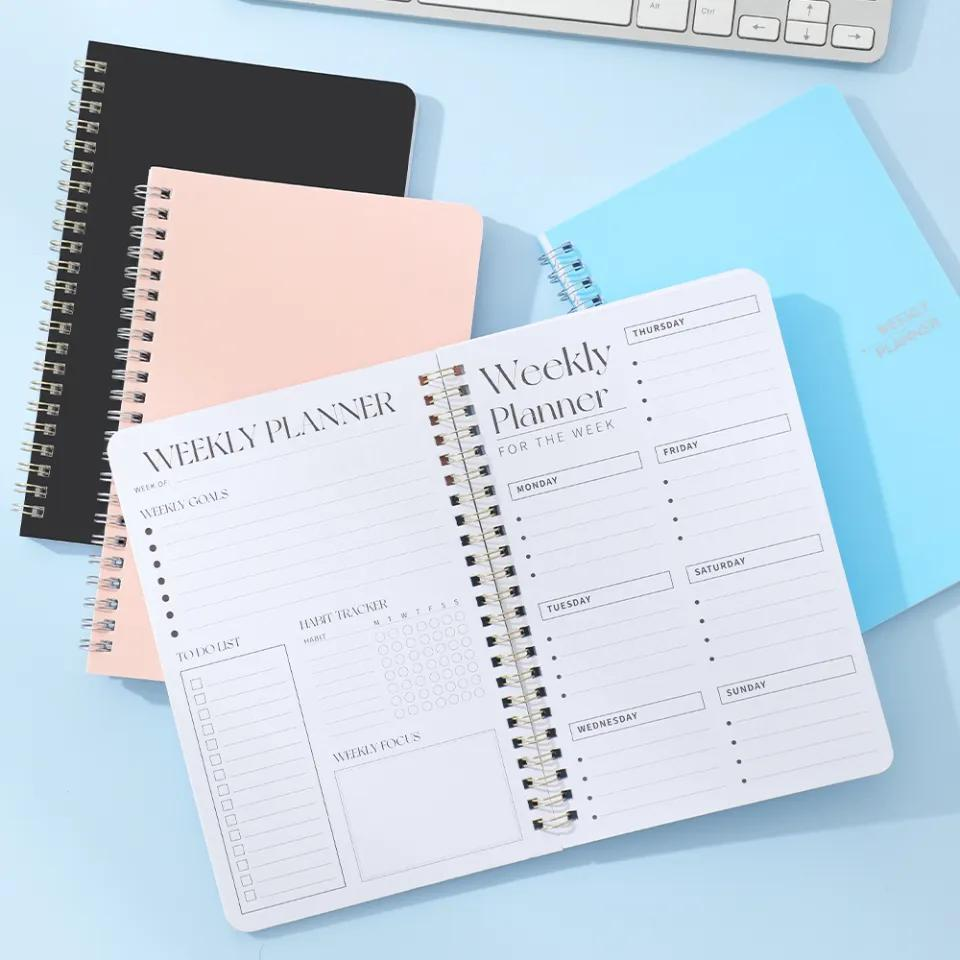 Alt
Ctrl
←
↑
↓
→
WEEKLY
PLANNER
WEEKLY PLANNER
WEEK OF:
WEEKLY GOALS
TO DO LIST
HABIT TRACKER
HABIT
M T W T F S S
WEEKLY FOCUS
Weekly
Planner
FOR THE WEEK
MONDAY
TUESDAY
WEDNESDAY
THURSDAY
FRIDAY
SATURDAY
SUNDAY